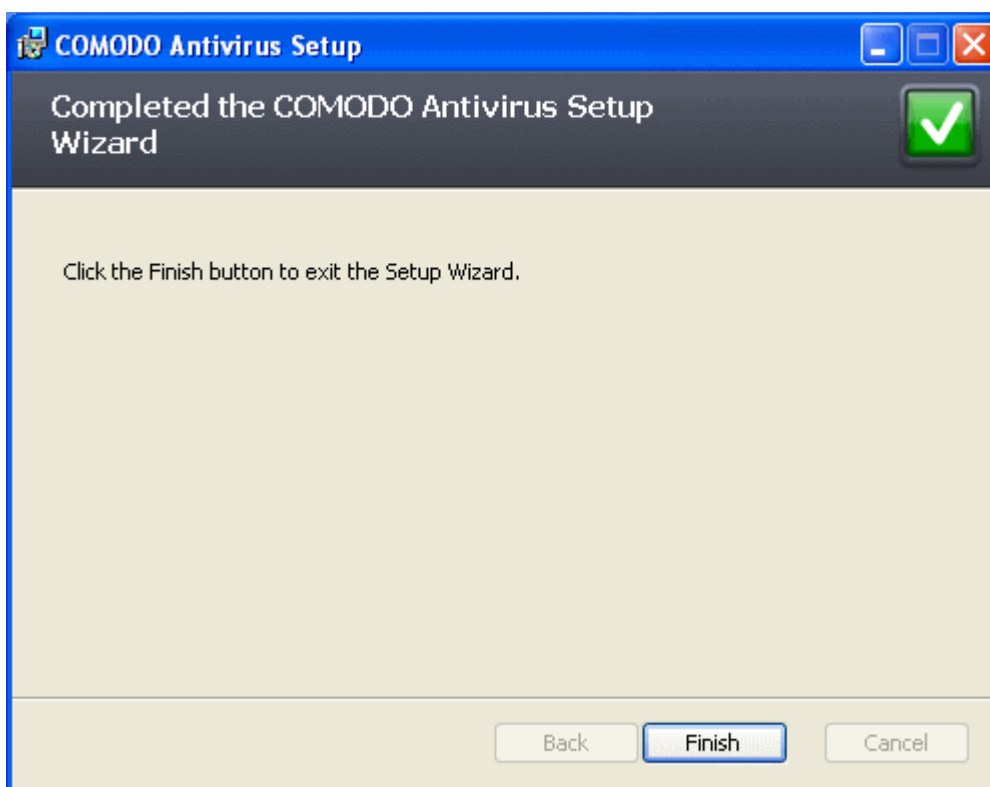 COMODO Antivirus Setup
Completed the COMODO Antivirus Setup
Wizard
Click the Finish button to exit the Setup Wizard.
Back
Finish
Cancel